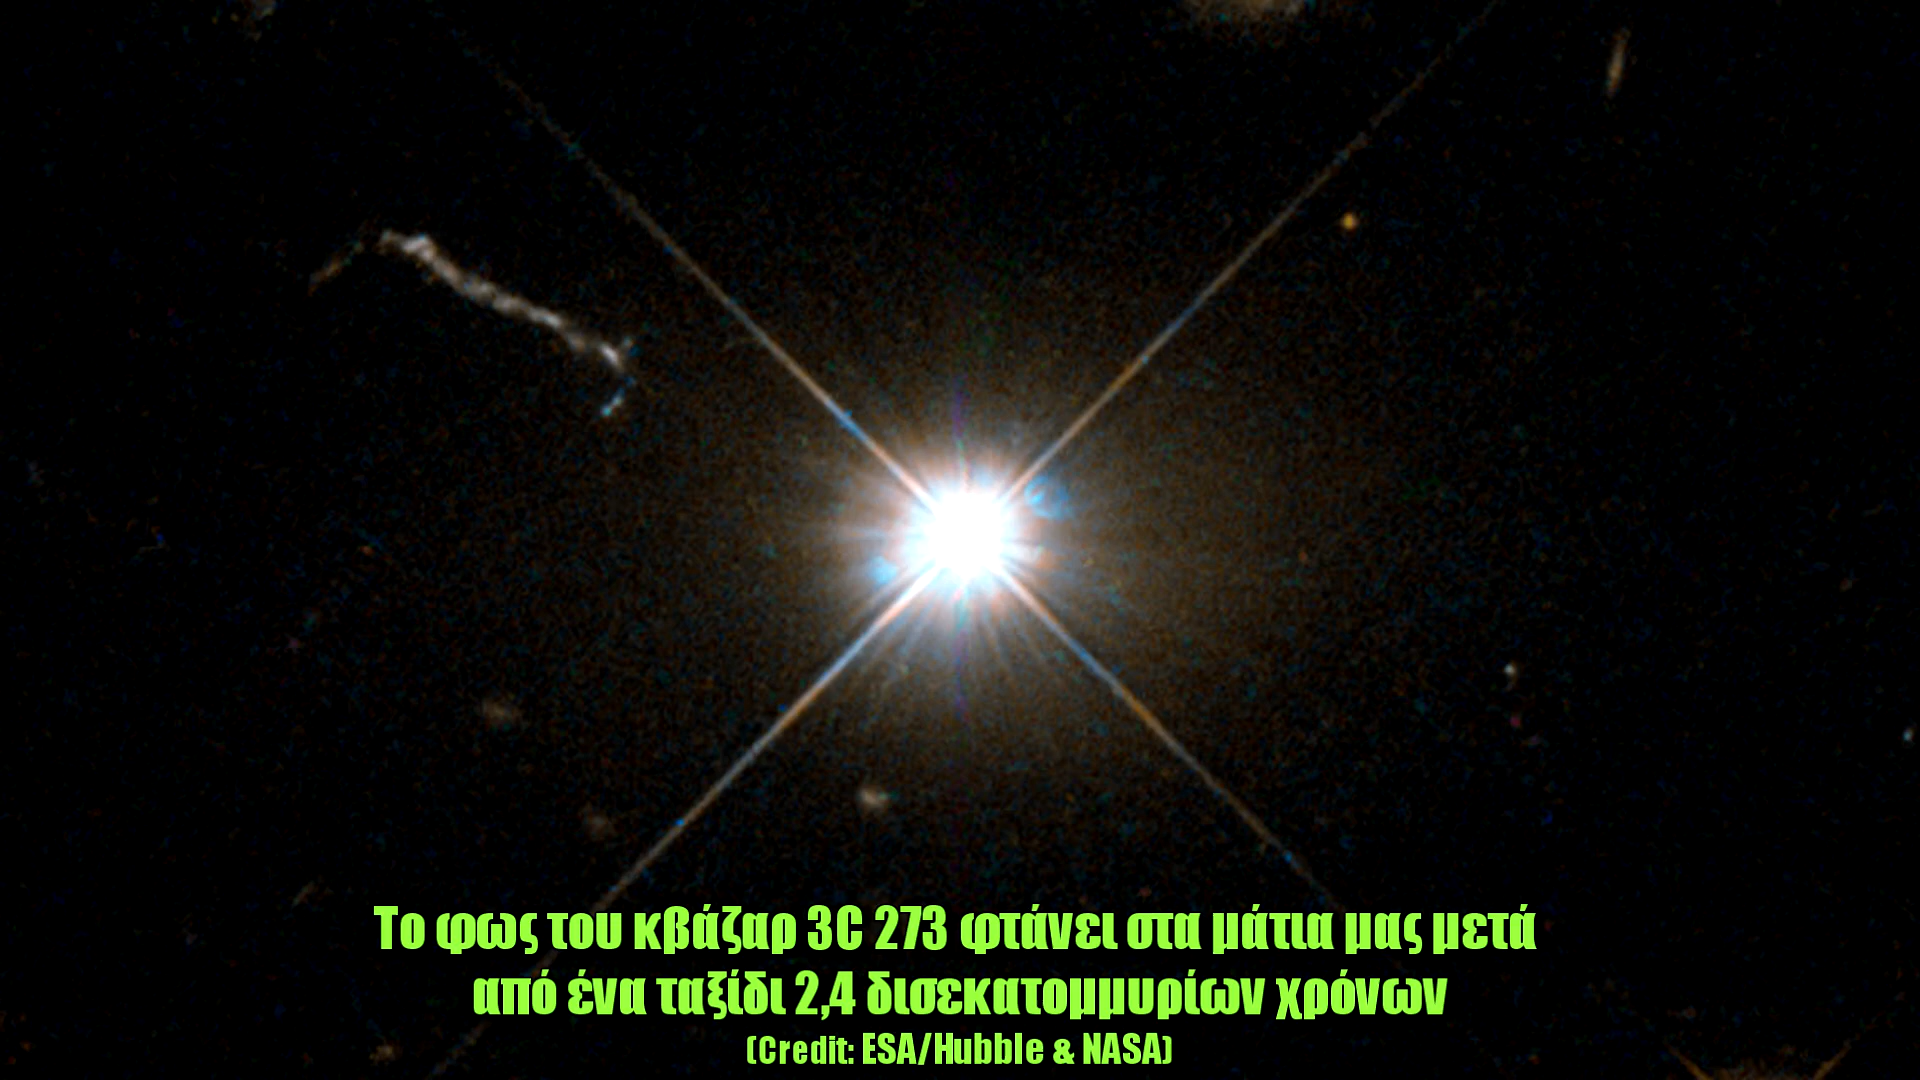 Το φως του κβάζαρ 3C 273 φτάνει στα μάτια μας μετά
από ένα ταξίδι 2,4 δισεκατομμυρίων χρόνων
(Credit: ESA/Hubble & NASA)